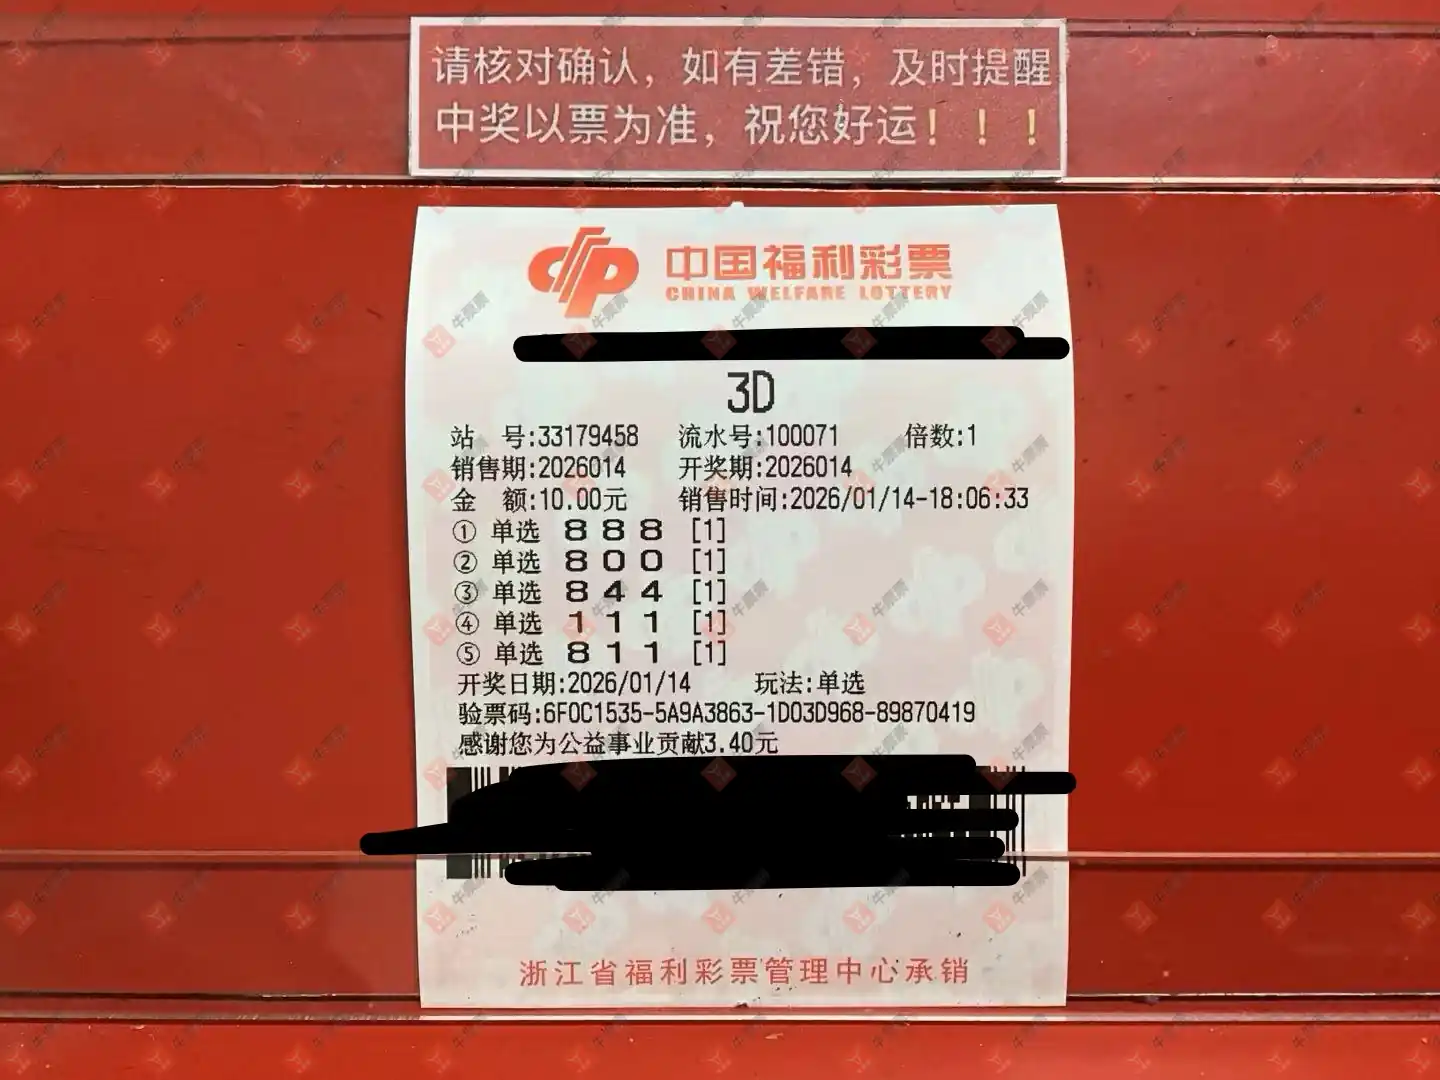 请核对确认，如有差错，及时提醒
中奖以票为准，祝您好运！！！
中国福利彩票
CHINA WELFARE LOTTERY
3D
站 号:33179458 流水号:100071 倍数:1
销售期:2026014 开奖期:2026014
金 额:10.00元 销售时间:2026/01/14-18:06:33
① 单选 8 8 8 [1]
② 单选 8 0 0 [1]
③ 单选 8 4 4 [1]
④ 单选 1 1 1 [1]
⑤ 单选 8 1 1 [1]
开奖日期:2026/01/14 玩法:单选
验票码:6F0C1535-5A9A3863-1D03D968-89870419
感谢您为公益事业贡献3.40元
浙江省福利彩票管理中心承销